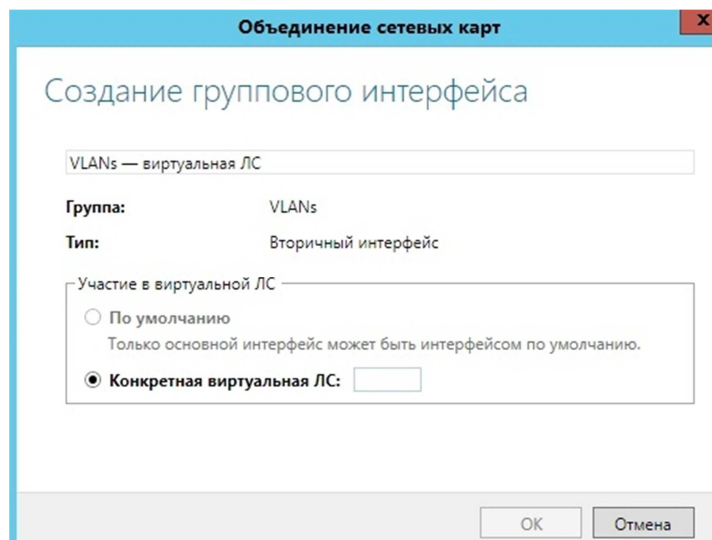 Объединение сетевых карт
x
Создание группового интерфейса
VLANs — виртуальная ЛС
Группа: VLANs
Тип: Вторичный интерфейс
Участие в виртуальной ЛС
По умолчанию
Только основной интерфейс может быть интерфейсом по умолчанию.
Конкретная виртуальная ЛС:
OK Отмена